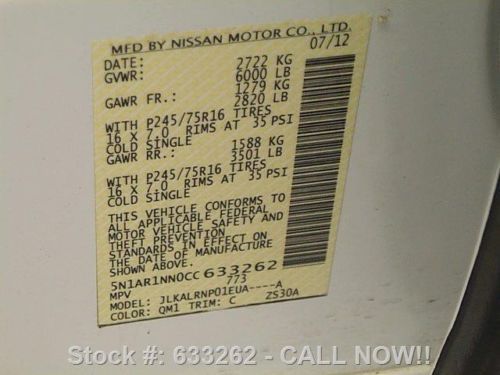 MFD BY NISSAN MOTOR CO., LTD.
DATE: 07/12
GVWR: 2722 KG
6000 LB
GAWR FR.: 1279 KG
2820 LB
WITH P245/75R16 TIRES
16 X 7.0 RIMS AT 35 PSI
COLD SINGLE
GAWR RR.: 1588 KG
3501 LB
WITH P245/75R16 TIRES
16 X 7.0 RIMS AT 35 PSI
COLD SINGLE
THIS VEHICLE CONFORMS TO
ALL APPLICABLE FEDERAL
MOTOR VEHICLE SAFETY AND
THEFT PREVENTION
STANDARDS IN EFFECT ON
THE DATE OF MANUFACTURE
SHOWN ABOVE.
5N1AR1NN0CC 633262
MPV 773
MODEL: JLKALRNP01EUA----A
COLOR: QM1 TRIM: C ZS30A
Stock #: 633262 - CALL NOW!!